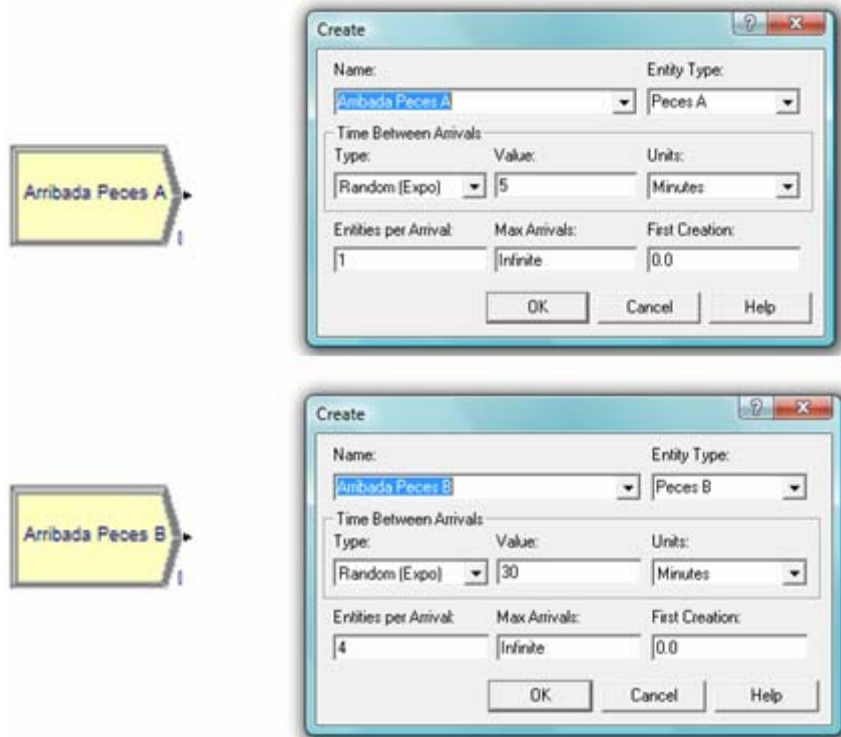 Create
Name:
Entity Type:
Arribada Peces A
Peces A
Time Between Arrivals
Type:
Value:
Units:
Random (Expo)
5
Minutes
Entities per Arrival:
Max Arrivals:
First Creation:
1
Infinite
0.0
OK
Cancel
Help
Arribada Peces A
Create
Name:
Entity Type:
Arribada Peces B
Peces B
Time Between Arrivals
Type:
Value:
Units:
Random (Expo)
30
Minutes
Entities per Arrival:
Max Arrivals:
First Creation:
4
Infinite
0.0
OK
Cancel
Help
Arribada Peces B